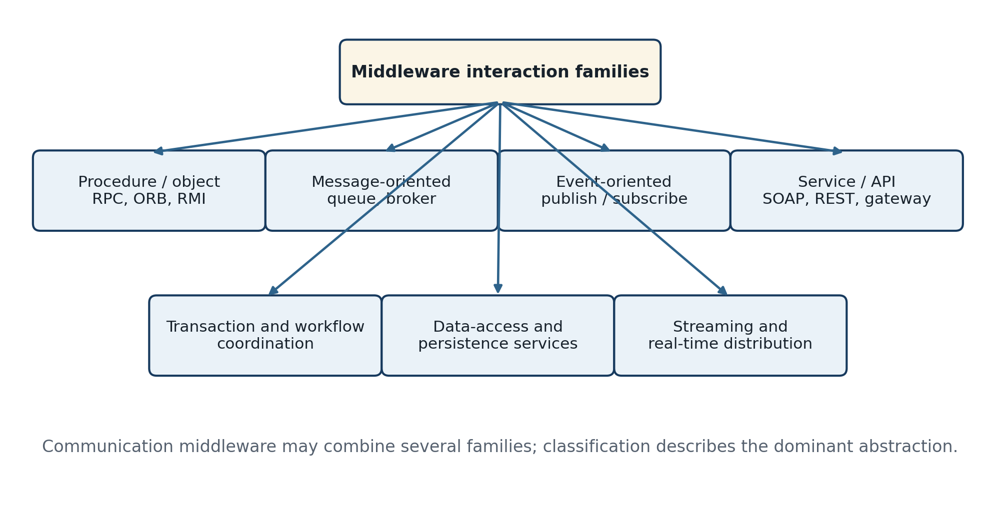 Middleware interaction families
Procedure / object
RPC, ORB, RMI
Message-oriented
queue, broker
Event-oriented
publish / subscribe
Service / API
SOAP, REST, gateway
Transaction and workflow
coordination
Data-access and
persistence services
Streaming and
real-time distribution
Communication middleware may combine several families; classification describes the dominant abstraction.